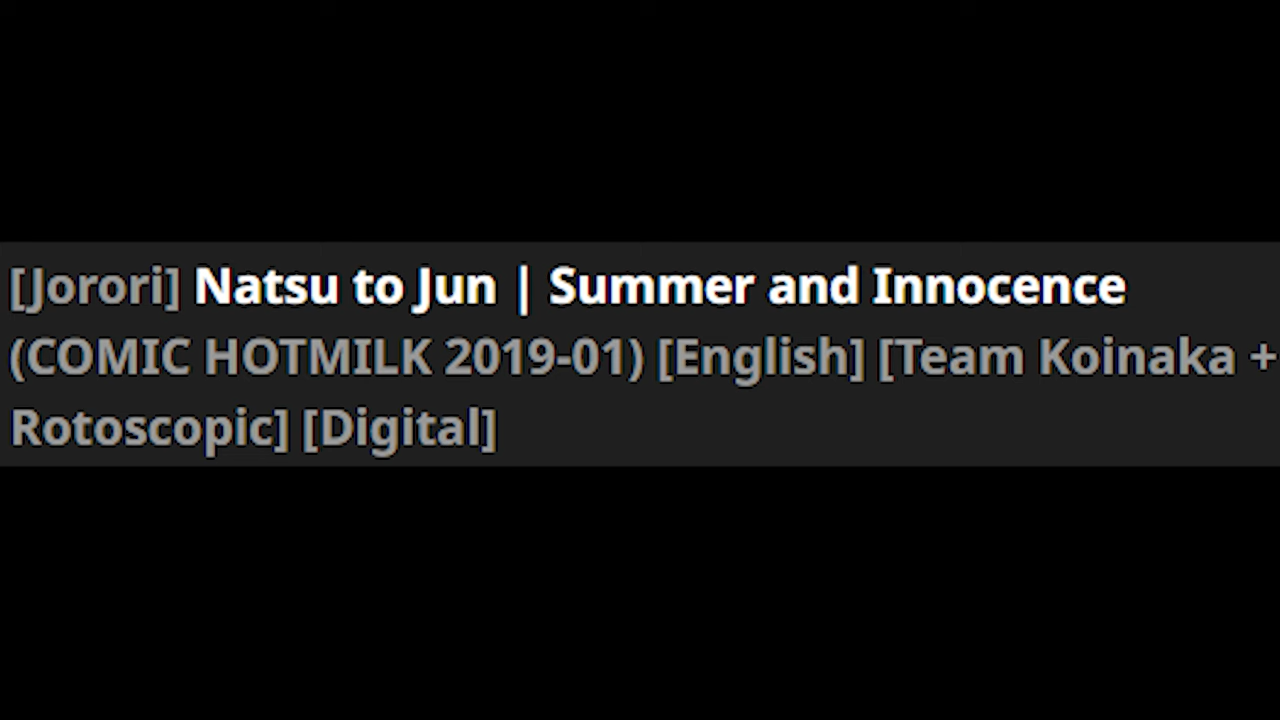 [Jorori] Natsu to Jun | Summer and Innocence
(COMIC HOTMILK 2019-01) [English] [Team Koinaka +
Rotoscopic] [Digital]